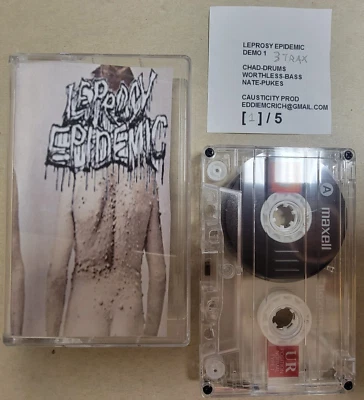 LEPROSY
EPIDEMIC
LEPROSY EPIDEMIC
DEMO 1 3 TRAX
CHAD-DRUMS
WORTHLESS-BASS
NATE-PUKES
CAUSTICITY PROD
EDDIEMCRICH@GMAIL.COM
[1] / 5
A
maxell
UR